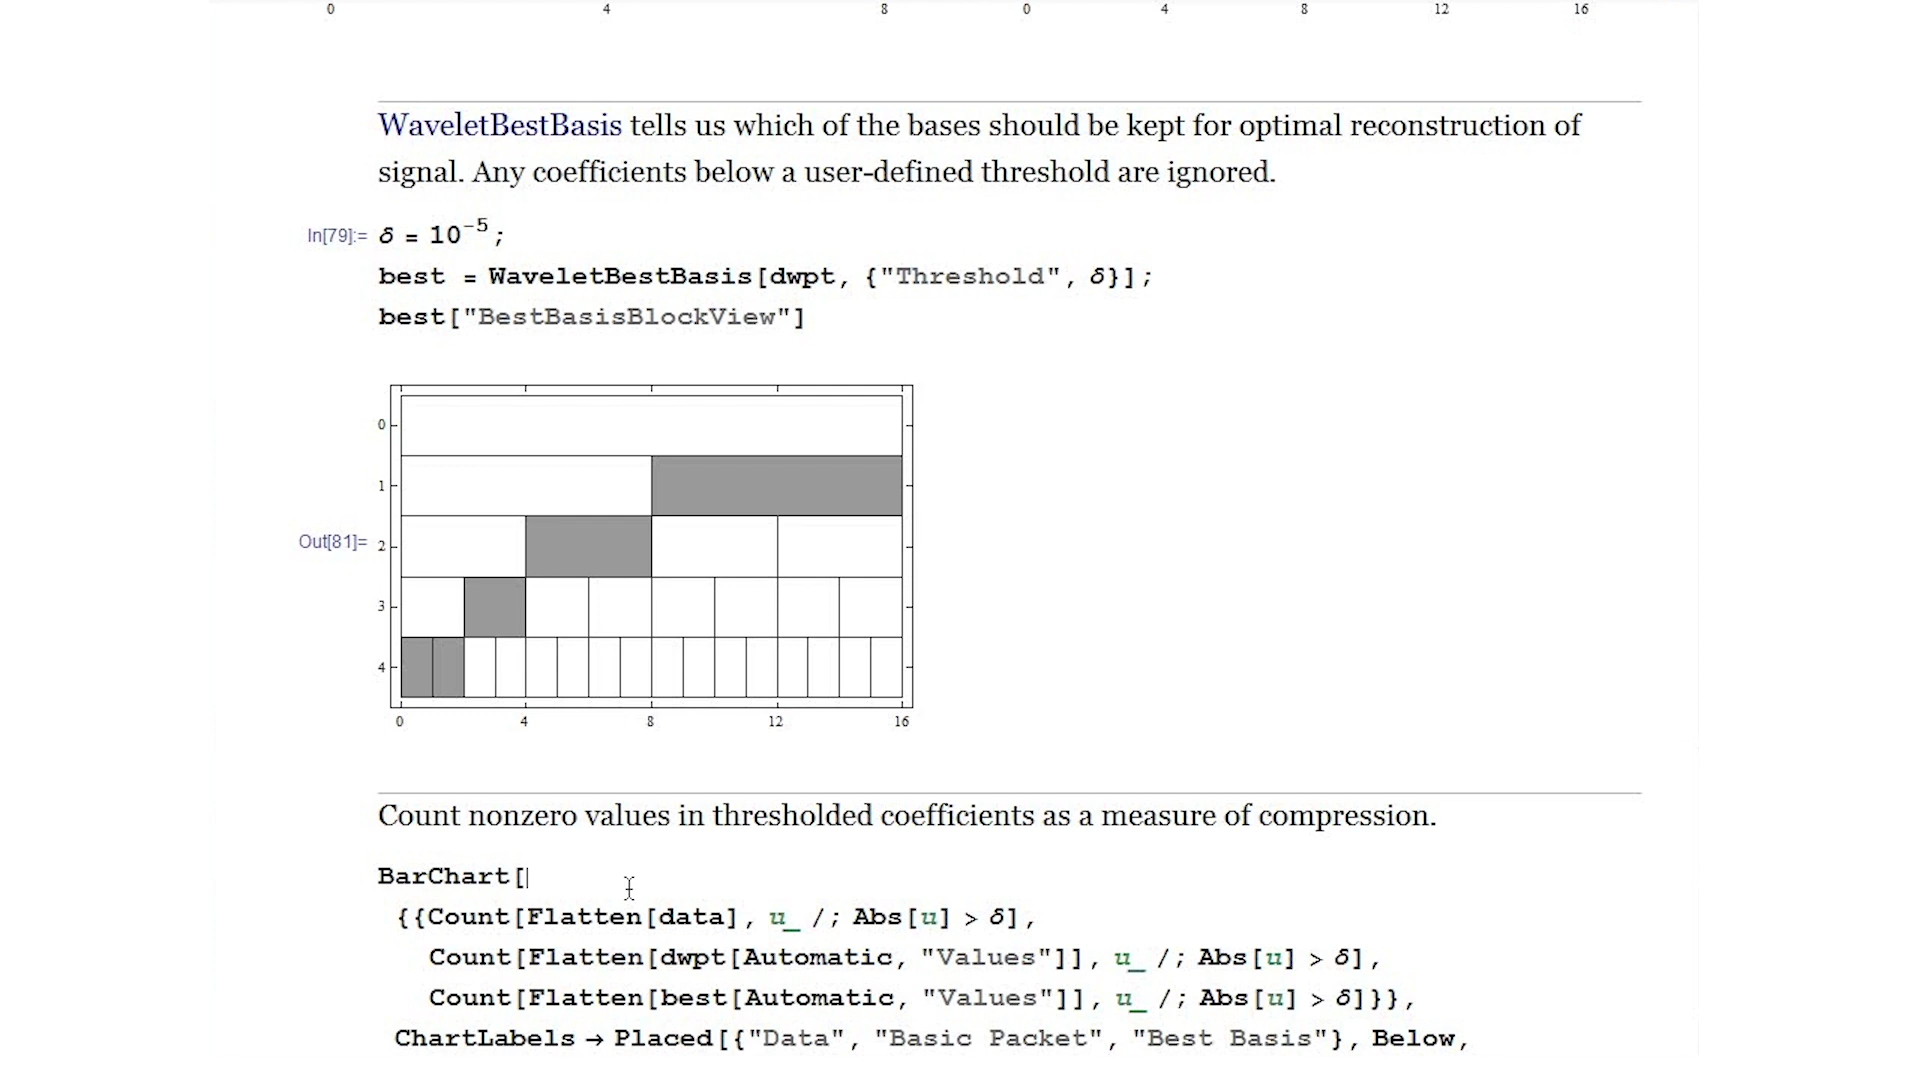 0 4 8 0 4 8 12 16
WaveletBestBasis tells us which of the bases should be kept for optimal reconstruction of
signal. Any coefficients below a user-defined threshold are ignored.
In[79]:= δ = 10⁻⁵;
best = WaveletBestBasis[dwpt, {"Threshold", δ}];
best["BestBasisBlockView"]
0
1
Out[81]= 2
3
4
0 4 8 12 16
Count nonzero values in thresholded coefficients as a measure of compression.
BarChart[
{{Count[Flatten[data], u_ /; Abs[u] > δ],
Count[Flatten[dwpt[Automatic, "Values"]], u_ /; Abs[u] > δ],
Count[Flatten[best[Automatic, "Values"]], u_ /; Abs[u] > δ]}},
ChartLabels → Placed[{"Data", "Basic Packet", "Best Basis"}, Below,